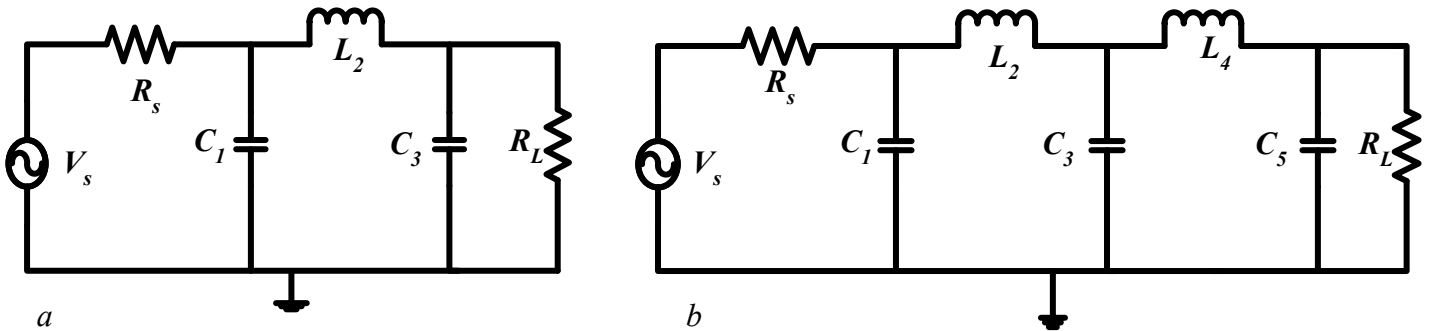 R_s L_2 C_1 C_3 R_L V_s
a
R_s L_2 L_4 C_1 C_3 C_5 R_L V_s
b